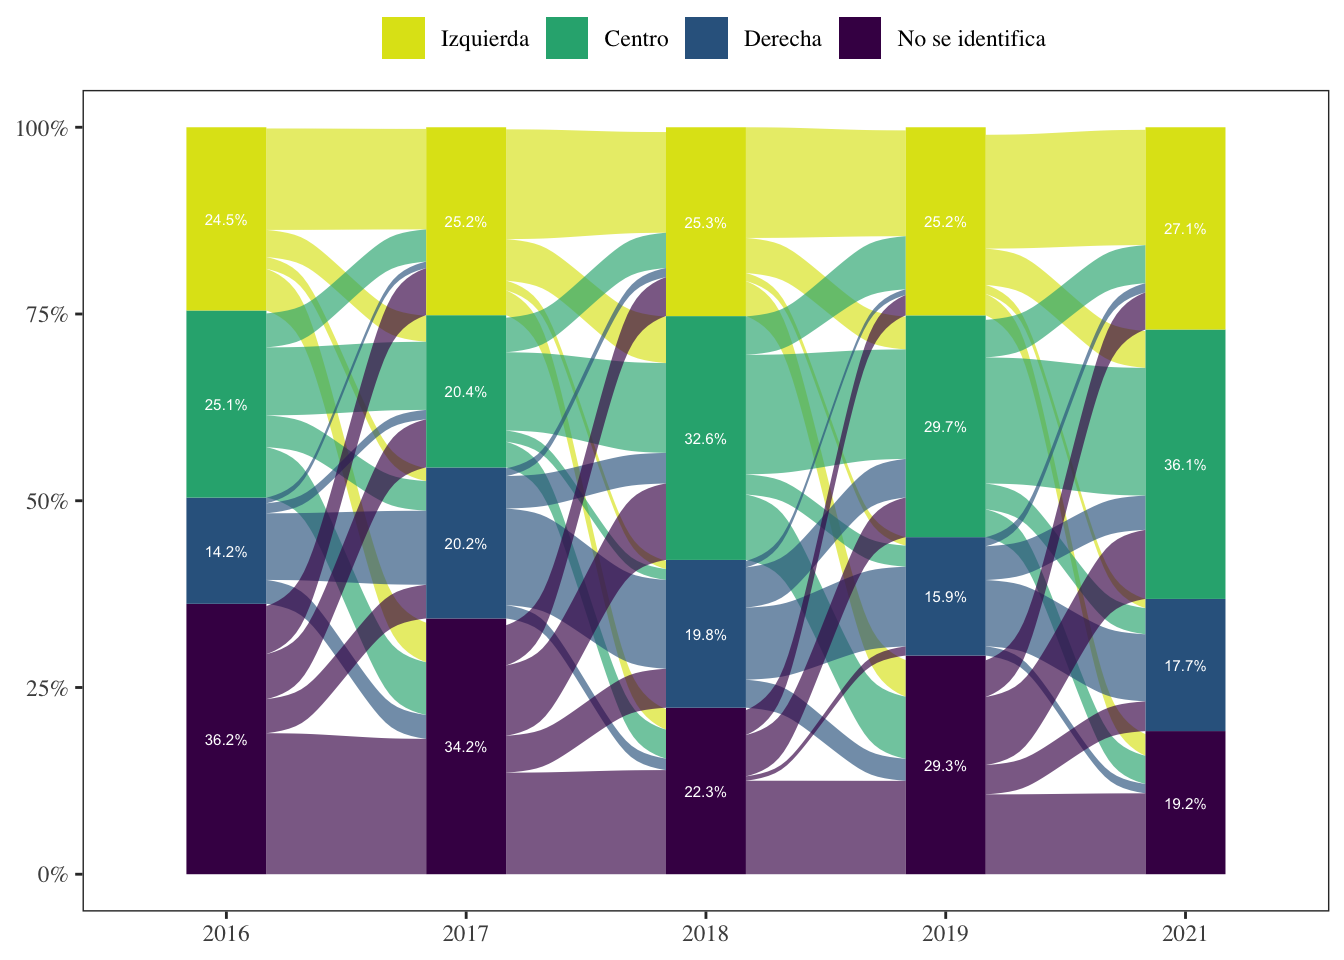 Izquierda Centro Derecha No se identifica
100%
75%
50%
25%
0%
24.5% 25.2% 25.3% 25.2% 27.1%
25.1% 20.4% 32.6% 29.7% 36.1%
14.2% 20.2% 19.8% 15.9% 17.7%
36.2% 34.2% 22.3% 29.3% 19.2%
2016 2017 2018 2019 2021